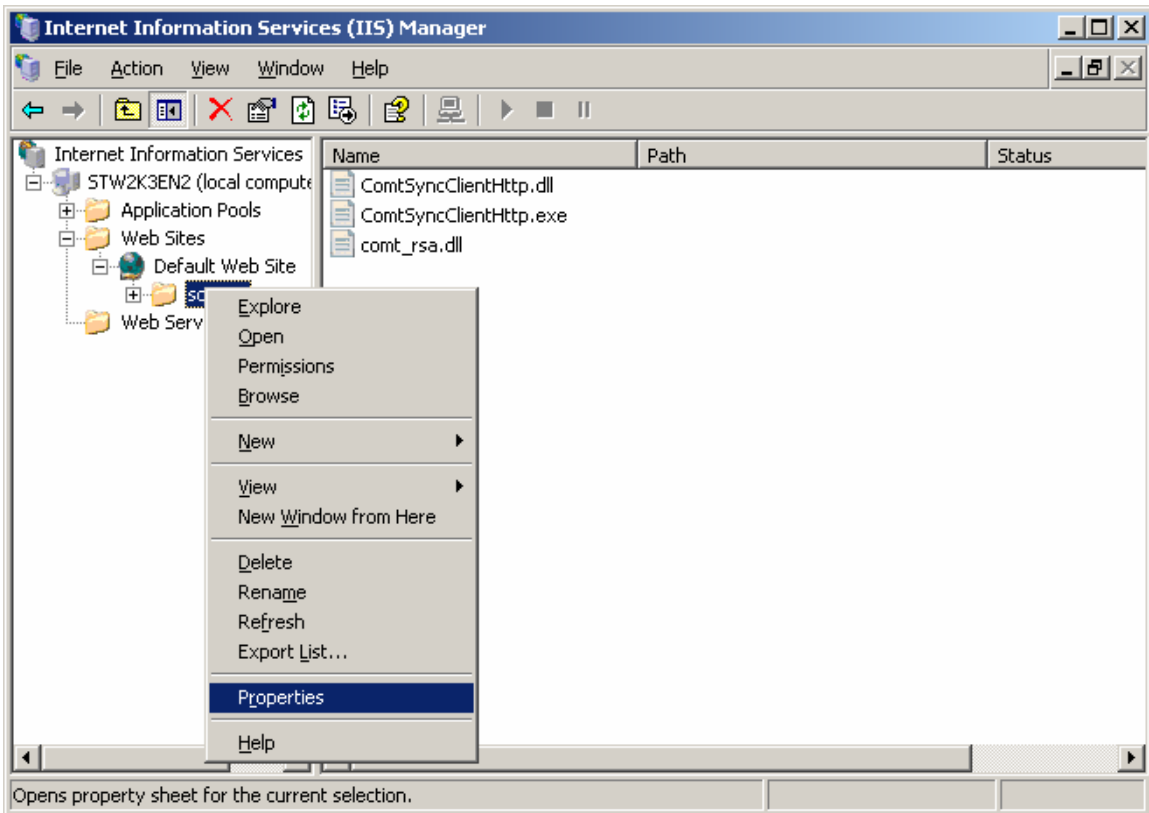 Internet Information Services (IIS) Manager
File Action View Window Help
Internet Information Services
STW2K3EN2 (local compute
Application Pools
Web Sites
Default Web Site
Web Serv
Name Path Status
ComtSyncClientHttp.dll
ComtSyncClientHttp.exe
comt_rsa.dll
Explore
Open
Permissions
Browse
New
View
New Window from Here
Delete
Rename
Refresh
Export List...
Properties
Help
Opens property sheet for the current selection.